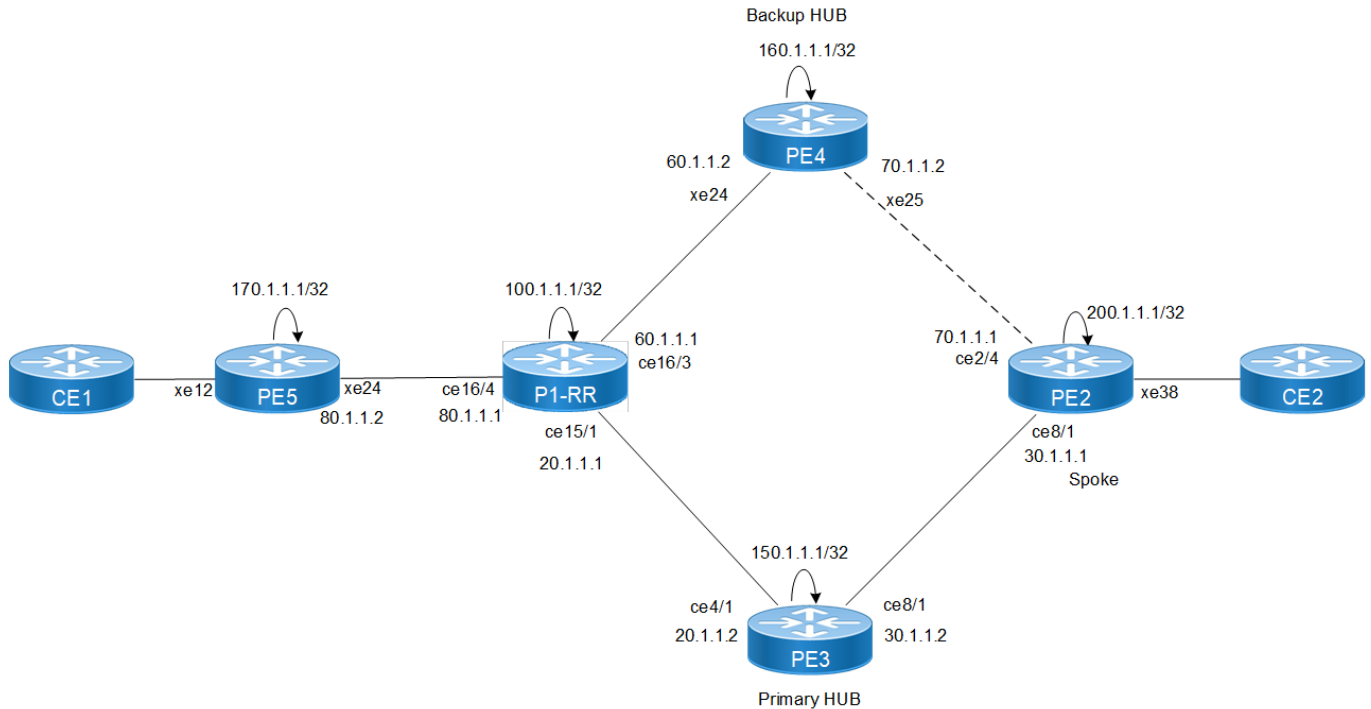 Backup HUB
160.1.1.1/32
PE4
60.1.1.2
70.1.1.2
xe24
xe25
170.1.1.1/32
100.1.1.1/32
200.1.1.1/32
60.1.1.1
ce16/3
70.1.1.1
ce2/4
CE1
xe12
PE5
xe24
80.1.1.2
ce16/4
80.1.1.1
P1-RR
PE2
xe38
CE2
ce15/1
20.1.1.1
ce8/1
30.1.1.1
Spoke
150.1.1.1/32
ce4/1
20.1.1.2
ce8/1
30.1.1.2
PE3
Primary HUB